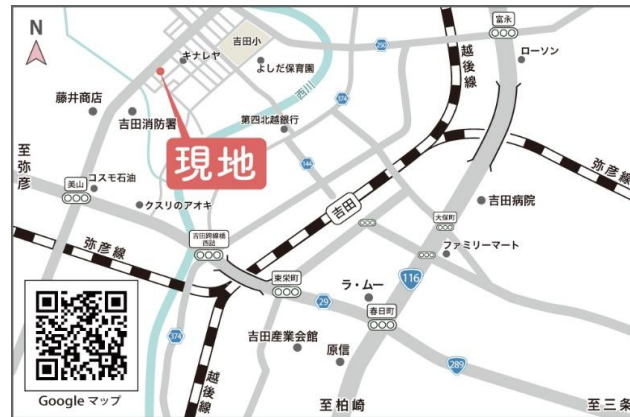 N
キナレヤ
吉田小
よしだ保育園
富永
ローソン
250
越後線
藤井商店
吉田消防署
西川
374
第四北越銀行
現地
144
至弥彦
美山
コスモ石油
クスリのアオキ
吉田
弥彦線
吉田病院
大保町
ファミリーマート
弥彦線
吉田跨線橋
西詰
東栄町
29
ラ・ムー
116
春日町
374
吉田産業会館
原信
289
越後線
Google マップ
至柏崎
至三条